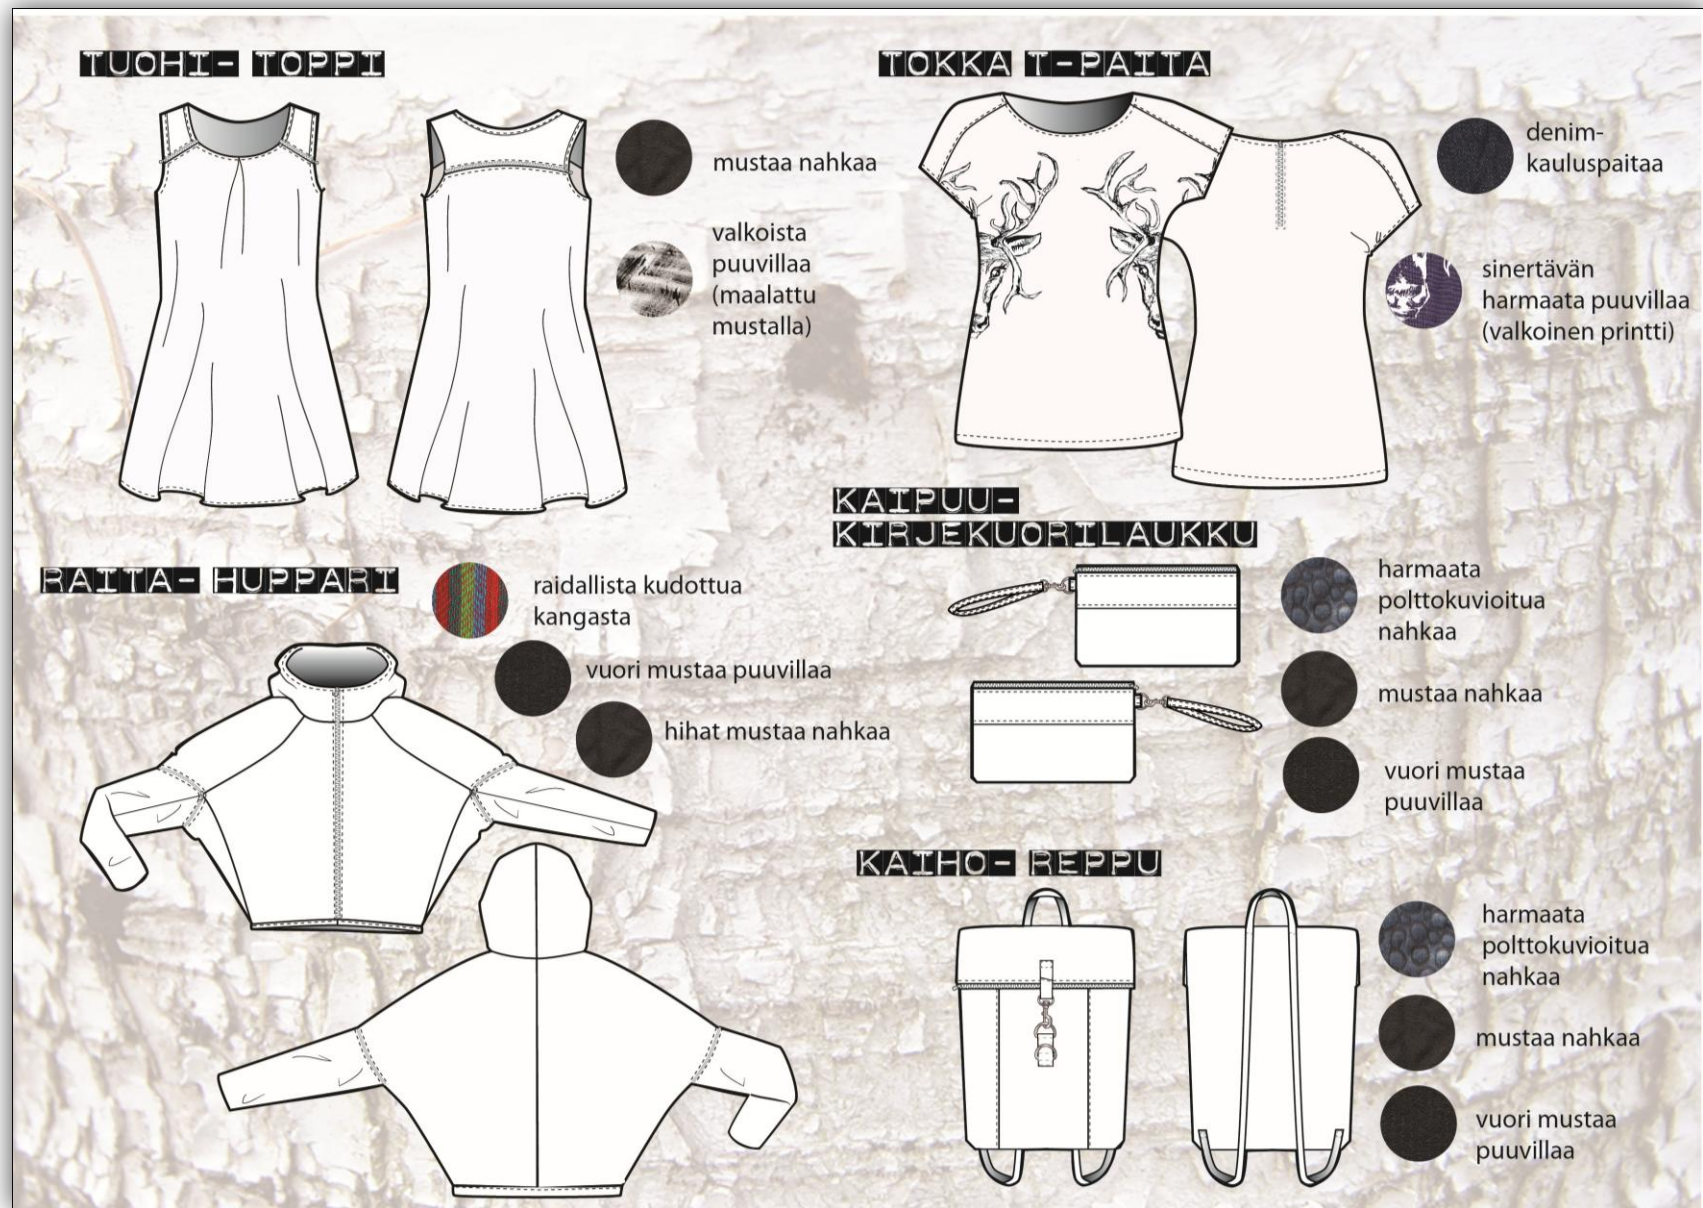 TUOHI- TOPPI
mustaa nahkaa
valkoista
puuvillaa
(maalattu
mustalla)
TOKKA T-PAITA
denim-
kauluspaitaa
sinertävän
harmaata puuvillaa
(valkoinen printti)
RAITA- HUPPARI
raidallista kudottua
kangasta
vuori mustaa puuvillaa
hihat mustaa nahkaa
KAIPUU-
KIRJEKUORILAUKKU
harmaata
polttokuvioitua
nahkaa
mustaa nahkaa
vuori mustaa
puuvillaa
KAIHO- REPPU
harmaata
polttokuvioitua
nahkaa
mustaa nahkaa
vuori mustaa
puuvillaa